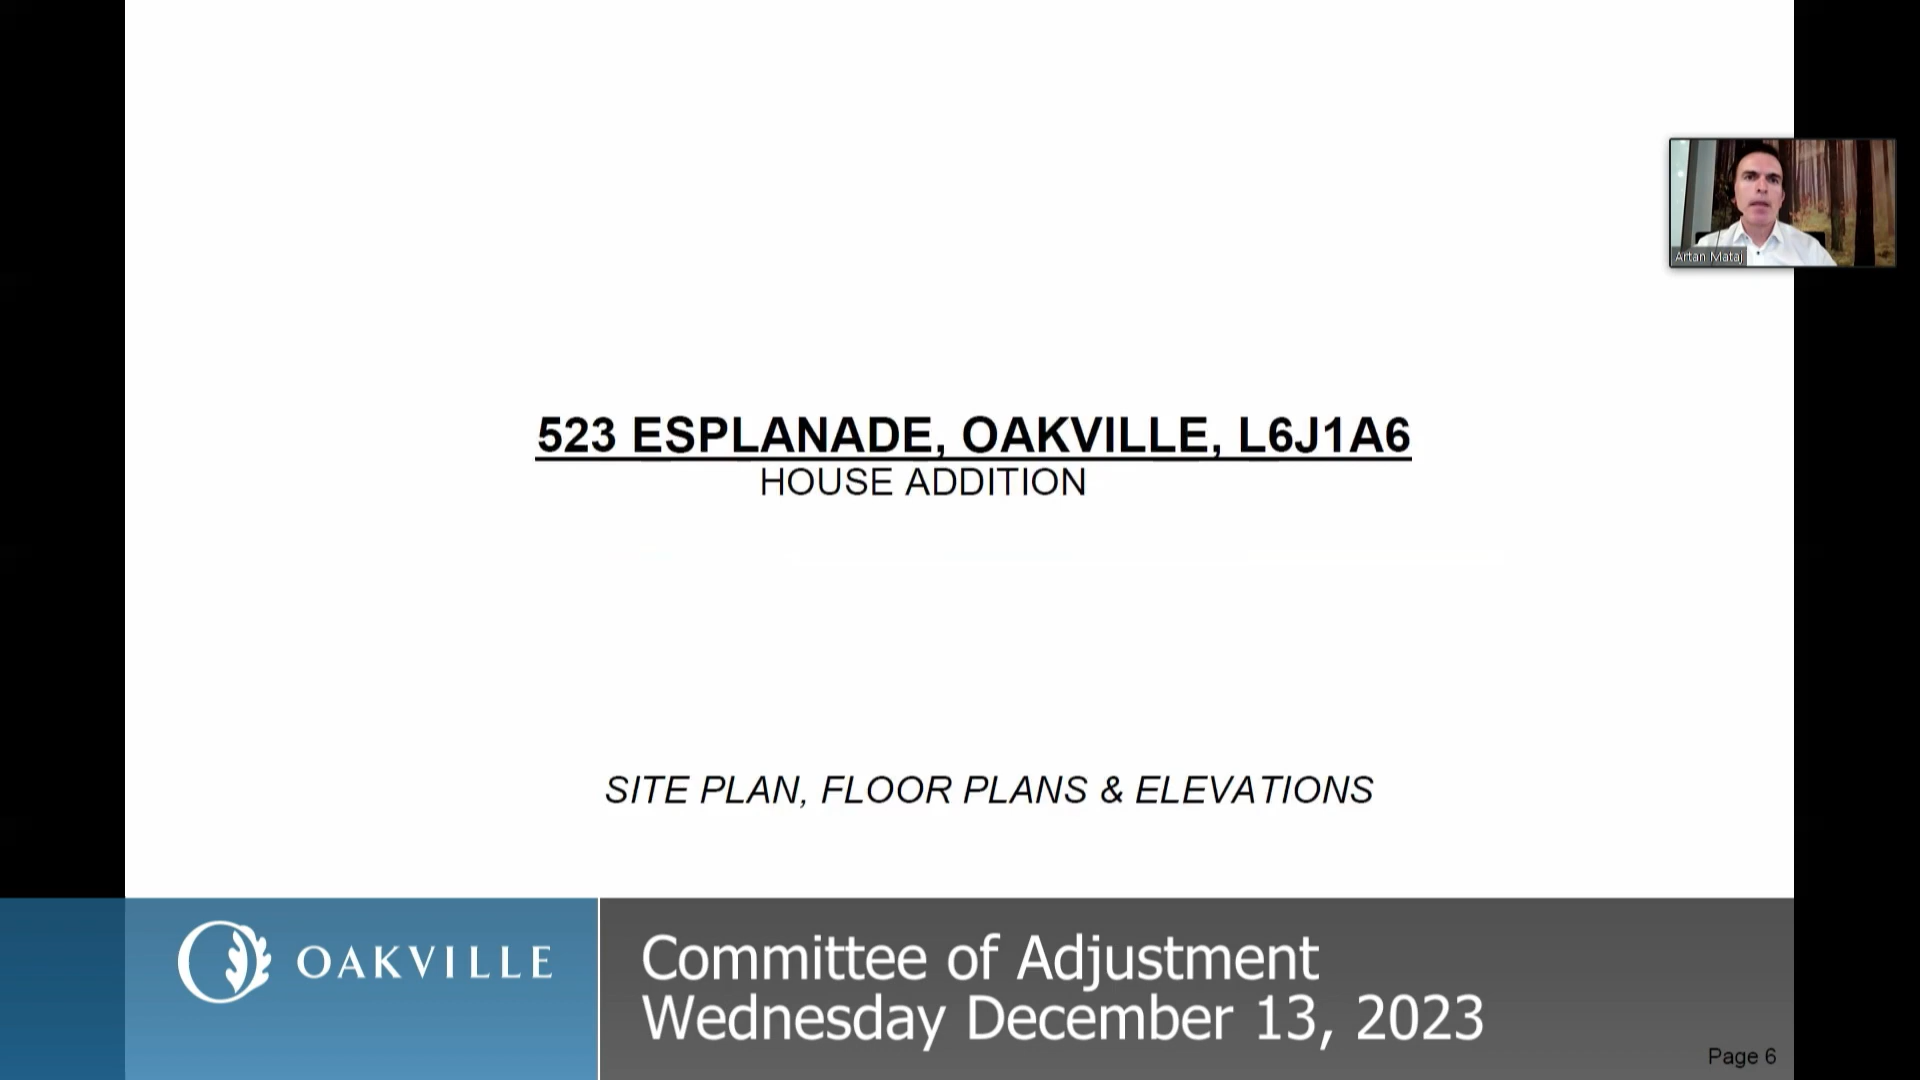 523 ESPLANADE, OAKVILLE, L6J1A6
HOUSE ADDITION
Artan Mataj
SITE PLAN, FLOOR PLANS & ELEVATIONS
OAKVILLE
Committee of Adjustment
Wednesday December 13, 2023
Page 6